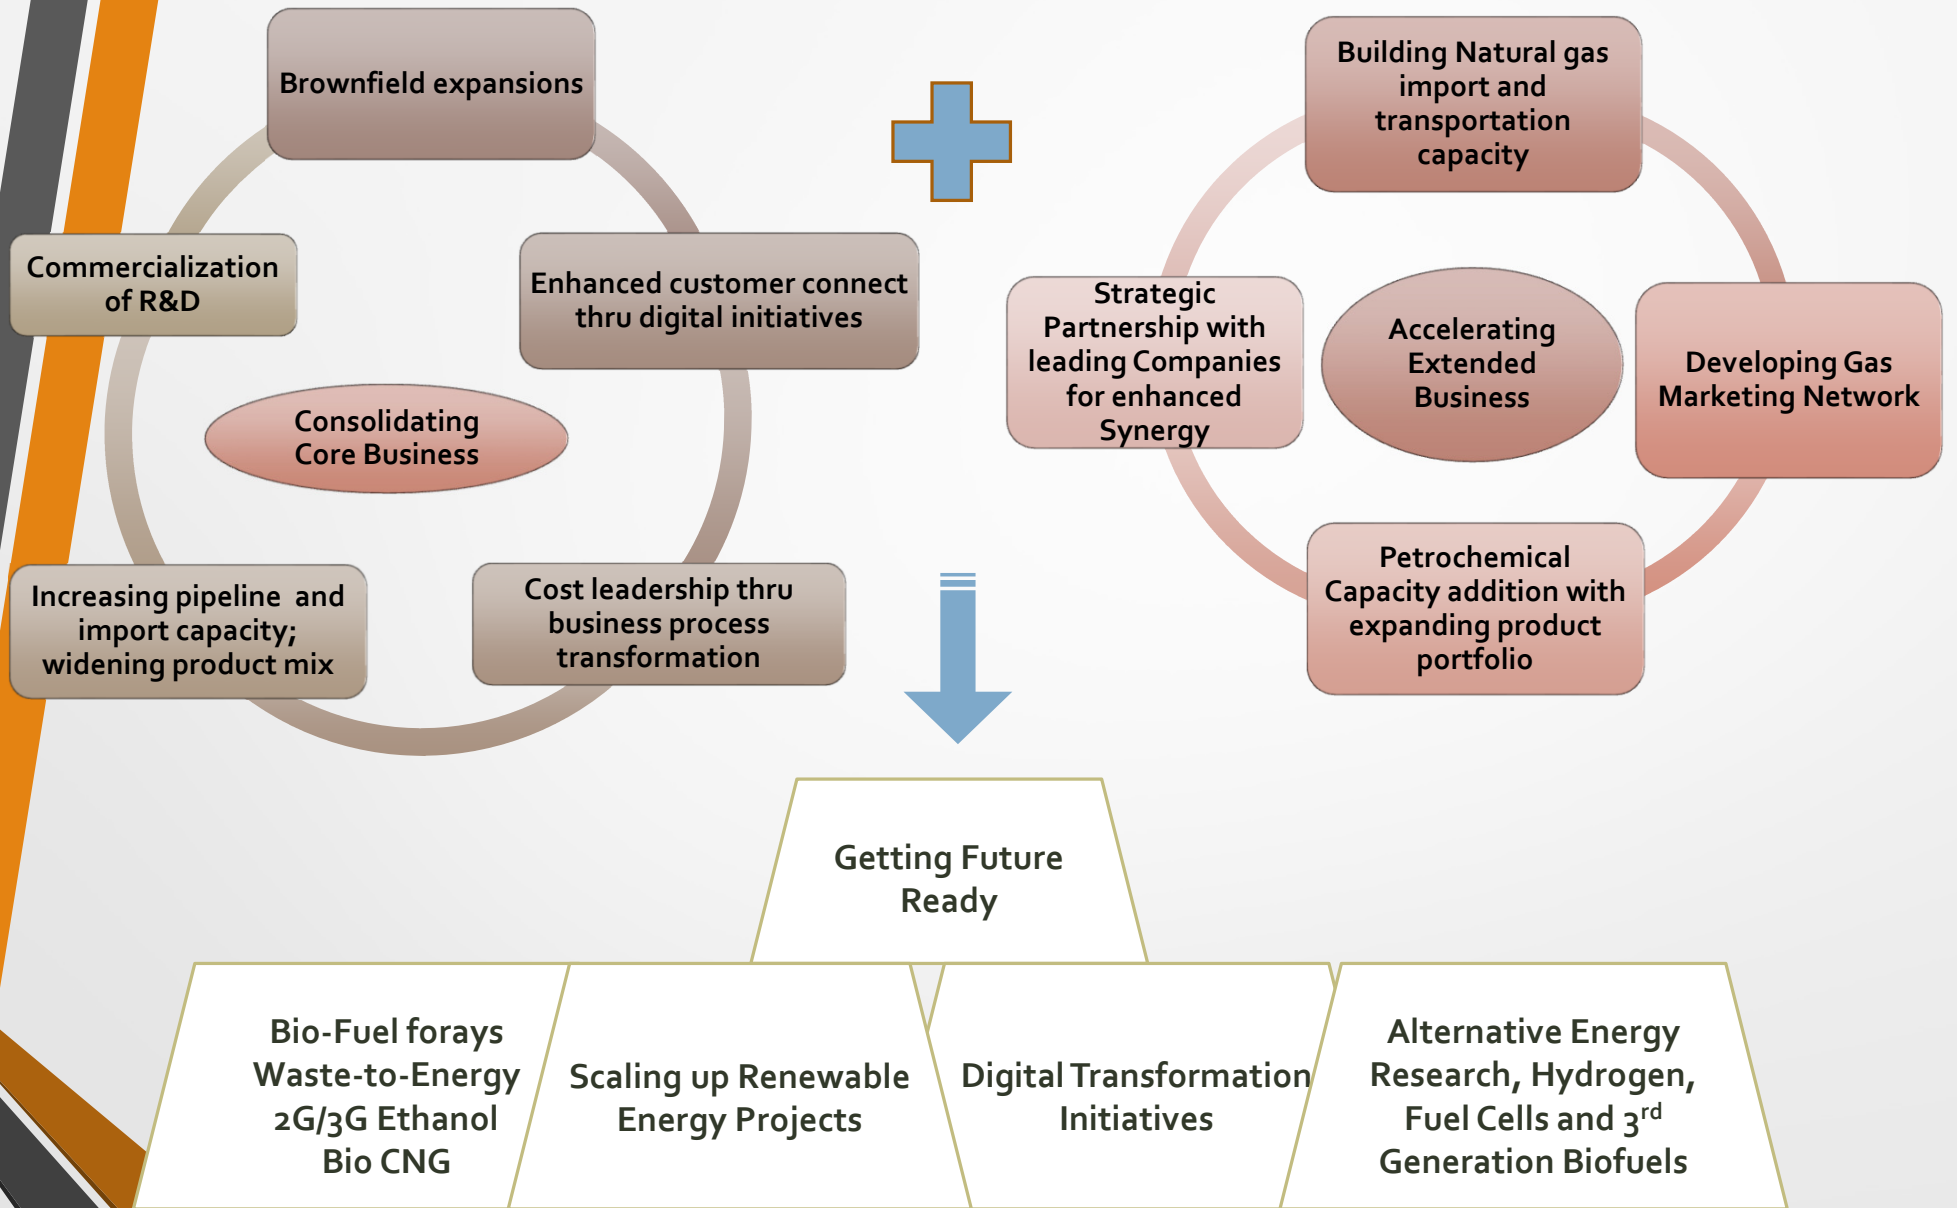 Brownfield expansions
Enhanced customer connect
thru digital initiatives
Cost leadership thru
business process
transformation
Increasing pipeline  and
import capacity;
widening product mix
Commercialization
of R&D
Consolidating
Core Business
Building Natural gas
import and
transportation
capacity
Developing Gas
Marketing Network
Petrochemical
Capacity addition with
expanding product
portfolio
Strategic
Partnership with
leading Companies
for enhanced
Synergy
Accelerating
Extended
Business
Getting Future
Ready
Bio-Fuel forays
Waste-to-Energy
2G/3G Ethanol
Bio CNG
Scaling up Renewable
Energy Projects
Digital Transformation
Initiatives
Alternative Energy
Research, Hydrogen,
Fuel Cells and 3rd
Generation Biofuels